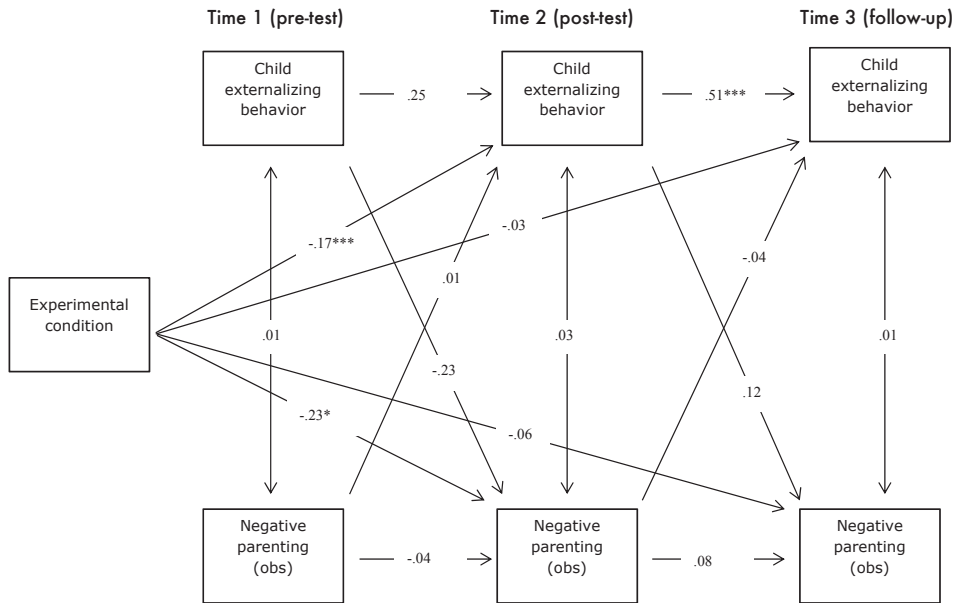 Time 1 (pre-test)
Time 2 (post-test)
Time 3 (follow-up)
Child
externalizing
behavior
.25
Child
externalizing
behavior
.51***
Child
externalizing
behavior
-.17***
-.03
.01
-.04
Experimental
condition
.01
-.23
.03
.12
.01
-.23*
-.06
Negative
parenting
(obs)
-.04
Negative
parenting
(obs)
.08
Negative
parenting
(obs)